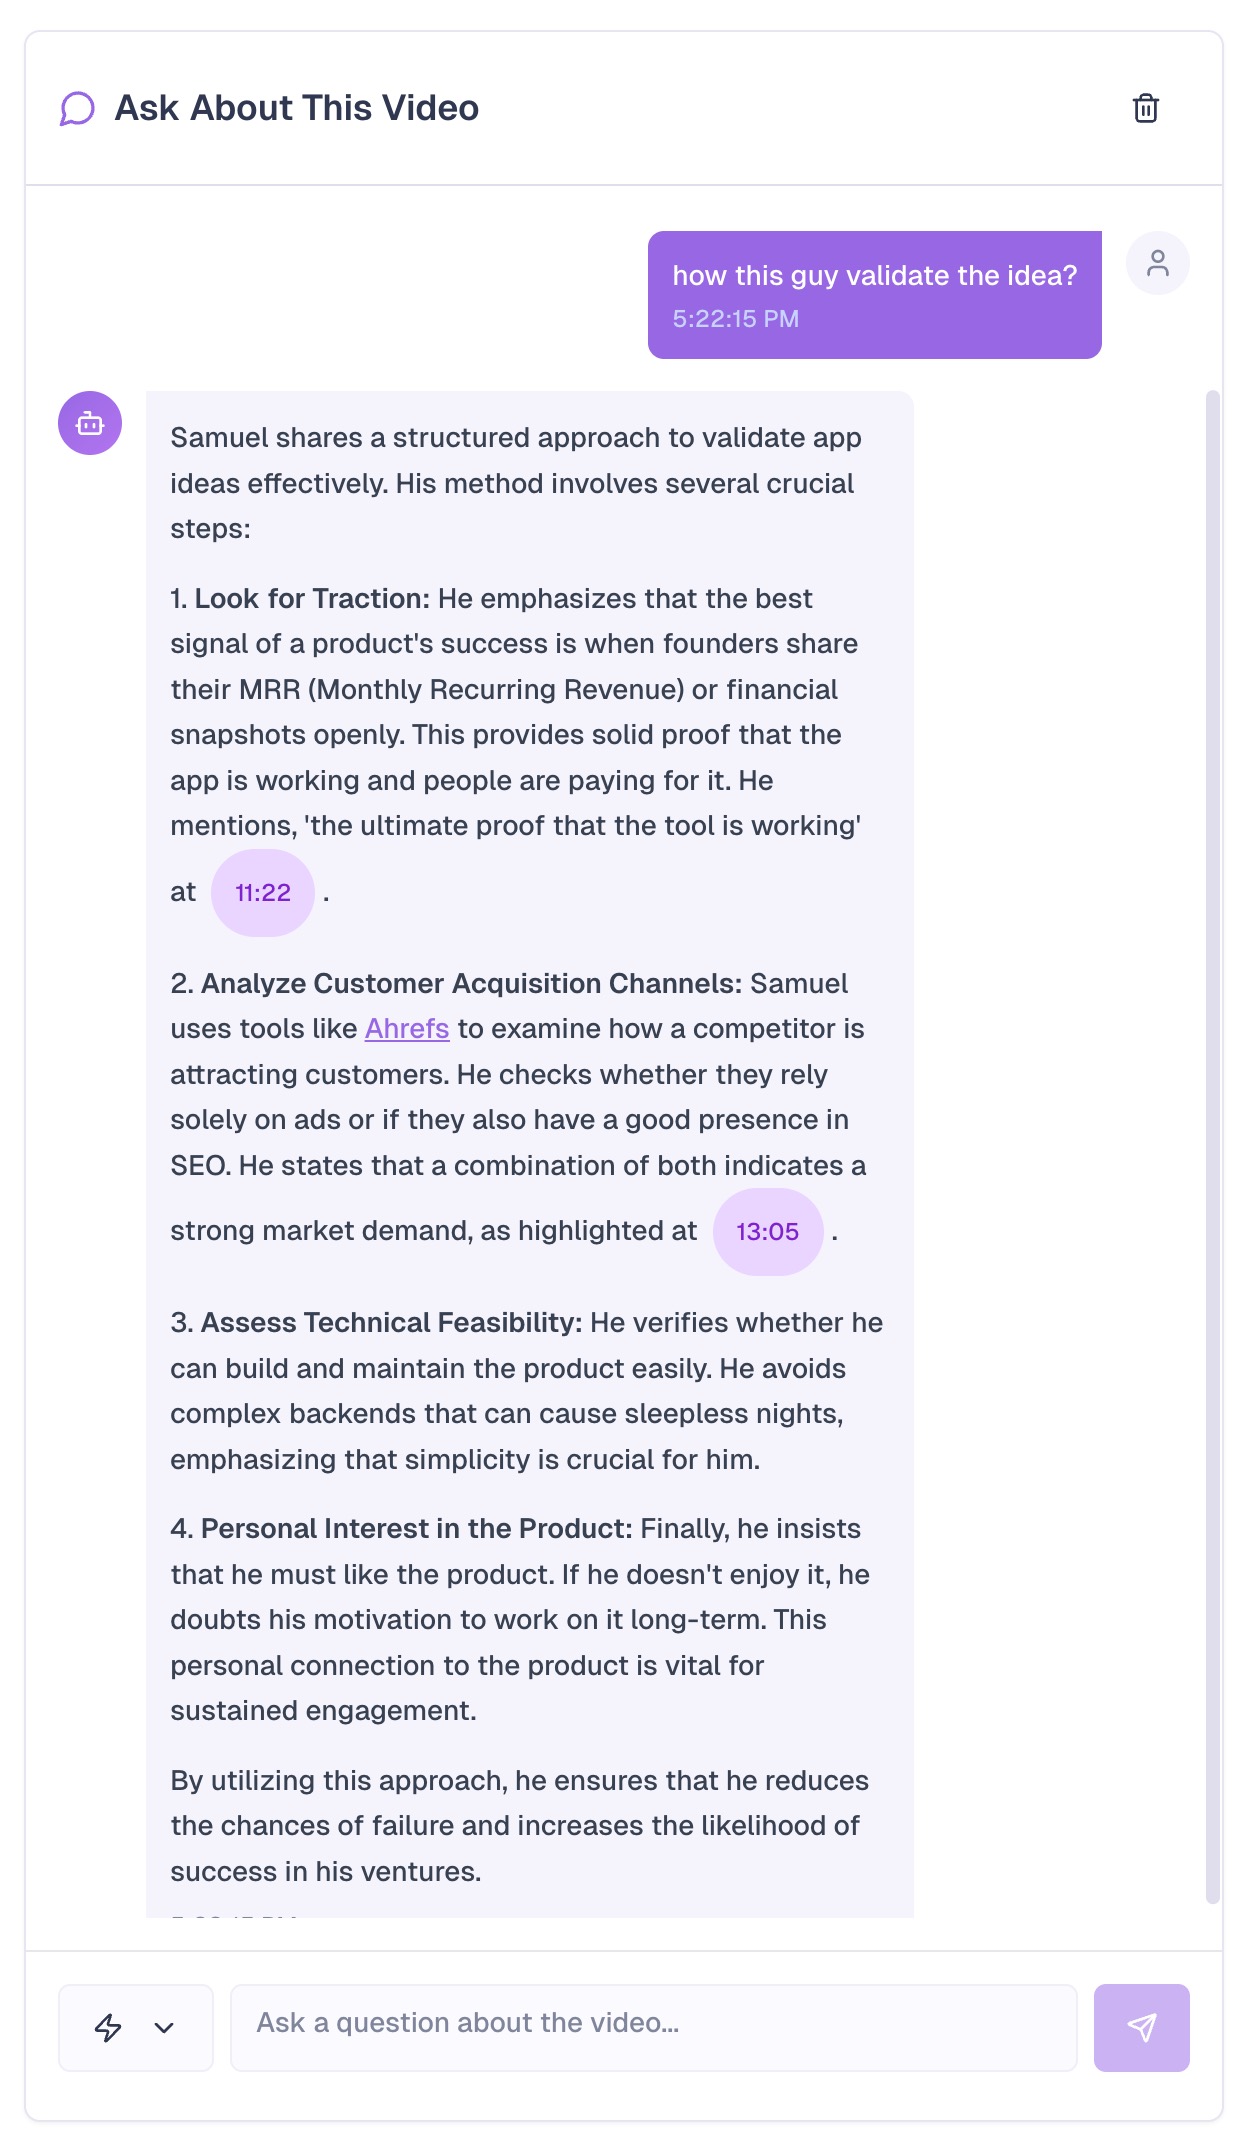 Ask About This Video
how this guy validate the idea?
5:22:15 PM
Samuel shares a structured approach to validate app
ideas effectively. His method involves several crucial
steps:
1. Look for Traction: He emphasizes that the best
signal of a product's success is when founders share
their MRR (Monthly Recurring Revenue) or financial
snapshots openly. This provides solid proof that the
app is working and people are paying for it. He
mentions, 'the ultimate proof that the tool is working'
at 11:22 .
2. Analyze Customer Acquisition Channels: Samuel
uses tools like Ahrefs to examine how a competitor is
attracting customers. He checks whether they rely
solely on ads or if they also have a good presence in
SEO. He states that a combination of both indicates a
strong market demand, as highlighted at 13:05 .
3. Assess Technical Feasibility: He verifies whether he
can build and maintain the product easily. He avoids
complex backends that can cause sleepless nights,
emphasizing that simplicity is crucial for him.
4. Personal Interest in the Product: Finally, he insists
that he must like the product. If he doesn't enjoy it, he
doubts his motivation to work on it long-term. This
personal connection to the product is vital for
sustained engagement.
By utilizing this approach, he ensures that he reduces
the chances of failure and increases the likelihood of
success in his ventures.
Ask a question about the video...